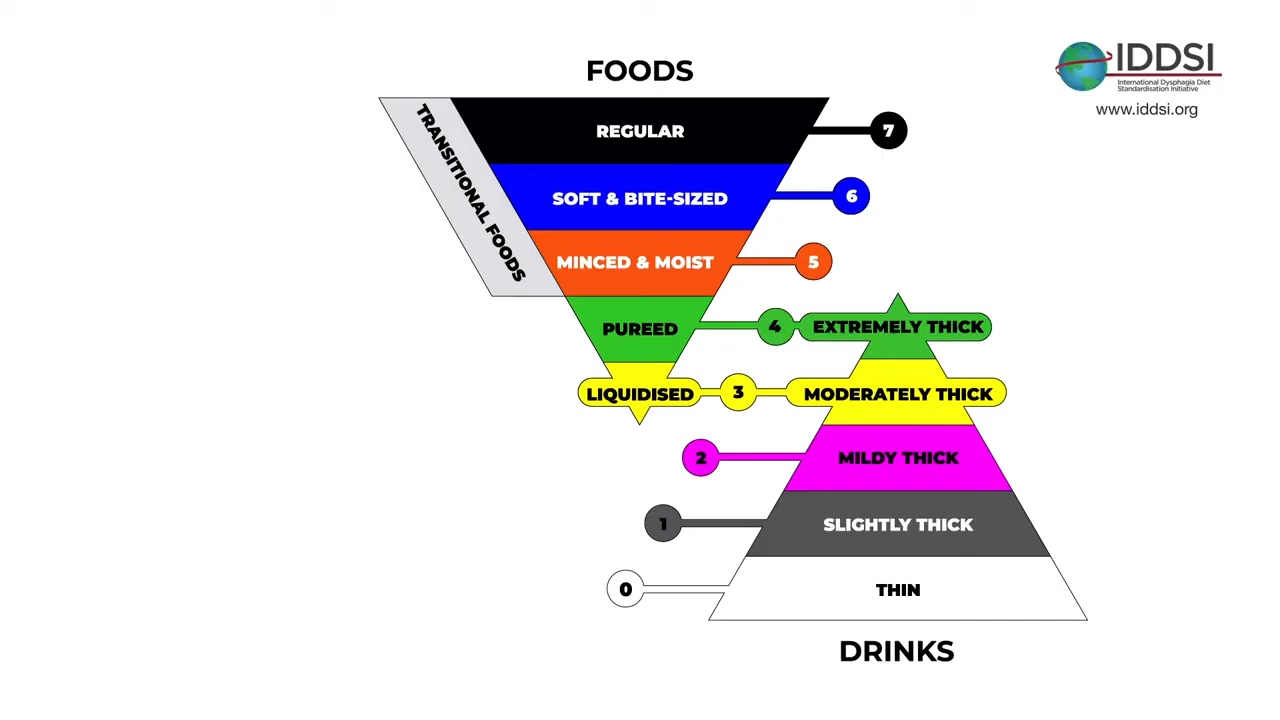 FOODS
IDDSI
International Dysphagia Diet
Standardisation Initiative
www.iddsi.org
TRANSITIONAL FOODS
REGULAR
7
SOFT & BITE-SIZED
6
MINCED & MOIST
5
PUREED
4
EXTREMELY THICK
LIQUIDISED
3
MODERATELY THICK
2
MILDY THICK
1
SLIGHTLY THICK
0
THIN
DRINKS